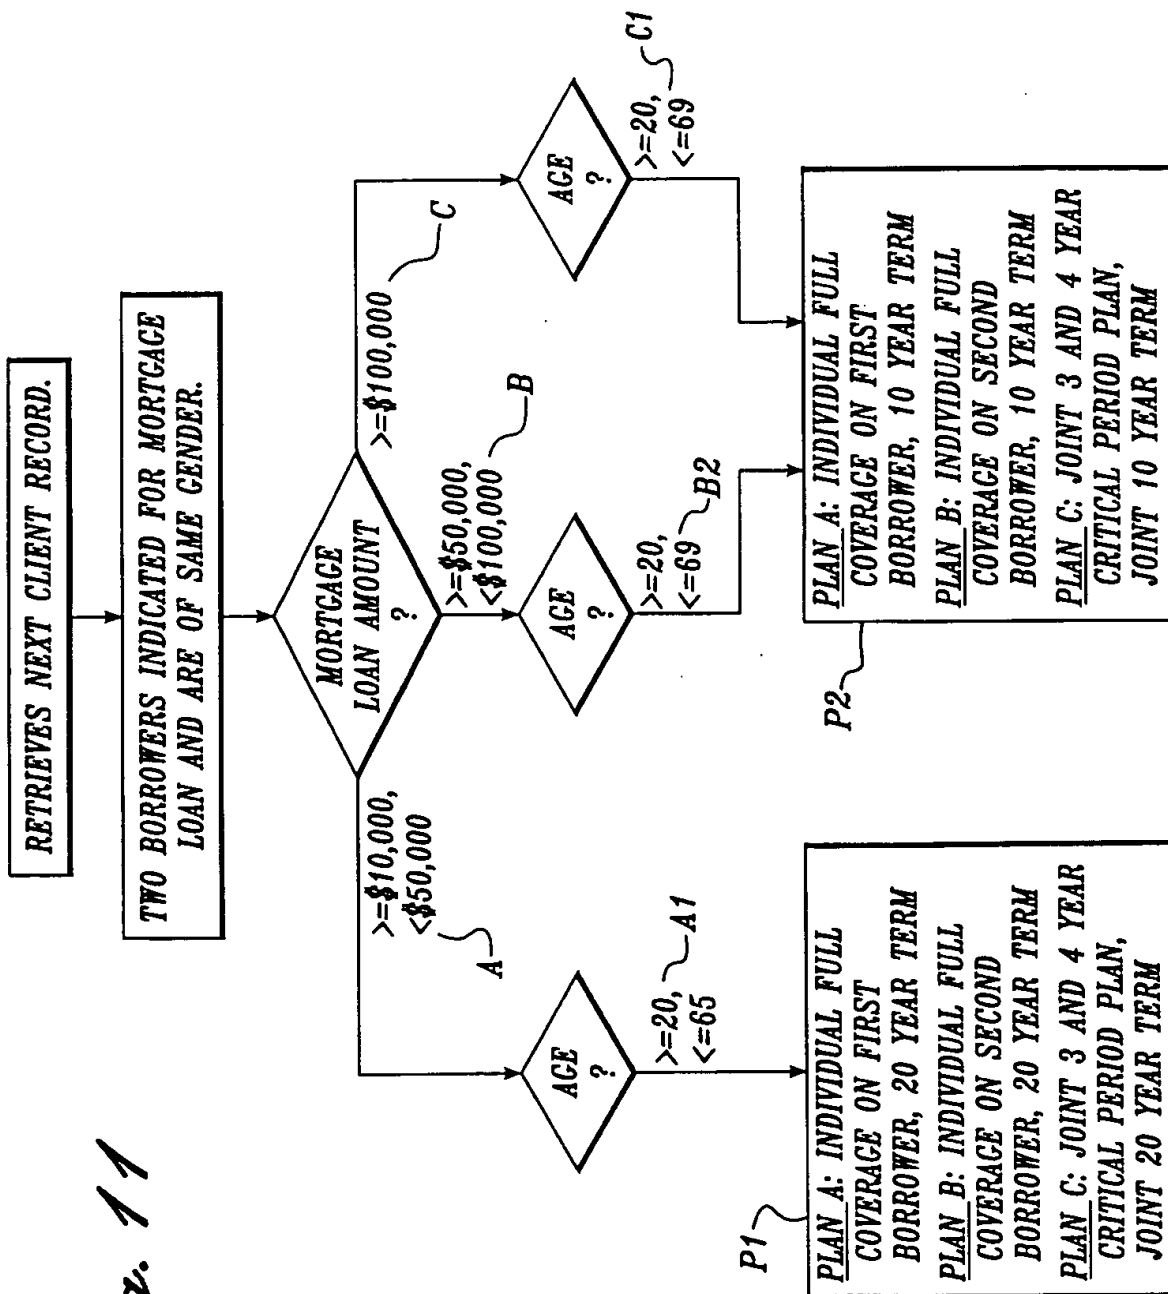 RETRIEVES NEXT CLIENT RECORD.
TWO BORROWERS INDICATED FOR MORTGAGE
LOAN AND ARE OF SAME GENDER.
MORTGAGE
LOAN AMOUNT
?
>=$10,000,
<$50,000
A
>=$50,000,
<$100,000
B
>=$100,000
C
AGE
?
>=20,
<=65
A1
AGE
?
>=20,
<=69
B2
AGE
?
>=20,
<=69
C1
P1
PLAN A: INDIVIDUAL FULL
COVERAGE ON FIRST
BORROWER, 20 YEAR TERM
PLAN B: INDIVIDUAL FULL
COVERAGE ON SECOND
BORROWER, 20 YEAR TERM
PLAN C: JOINT 3 AND 4 YEAR
CRITICAL PERIOD PLAN,
JOINT 20 YEAR TERM
P2
PLAN A: INDIVIDUAL FULL
COVERAGE ON FIRST
BORROWER, 10 YEAR TERM
PLAN B: INDIVIDUAL FULL
COVERAGE ON SECOND
BORROWER, 10 YEAR TERM
PLAN C: JOINT 3 AND 4 YEAR
CRITICAL PERIOD PLAN,
JOINT 10 YEAR TERM
11